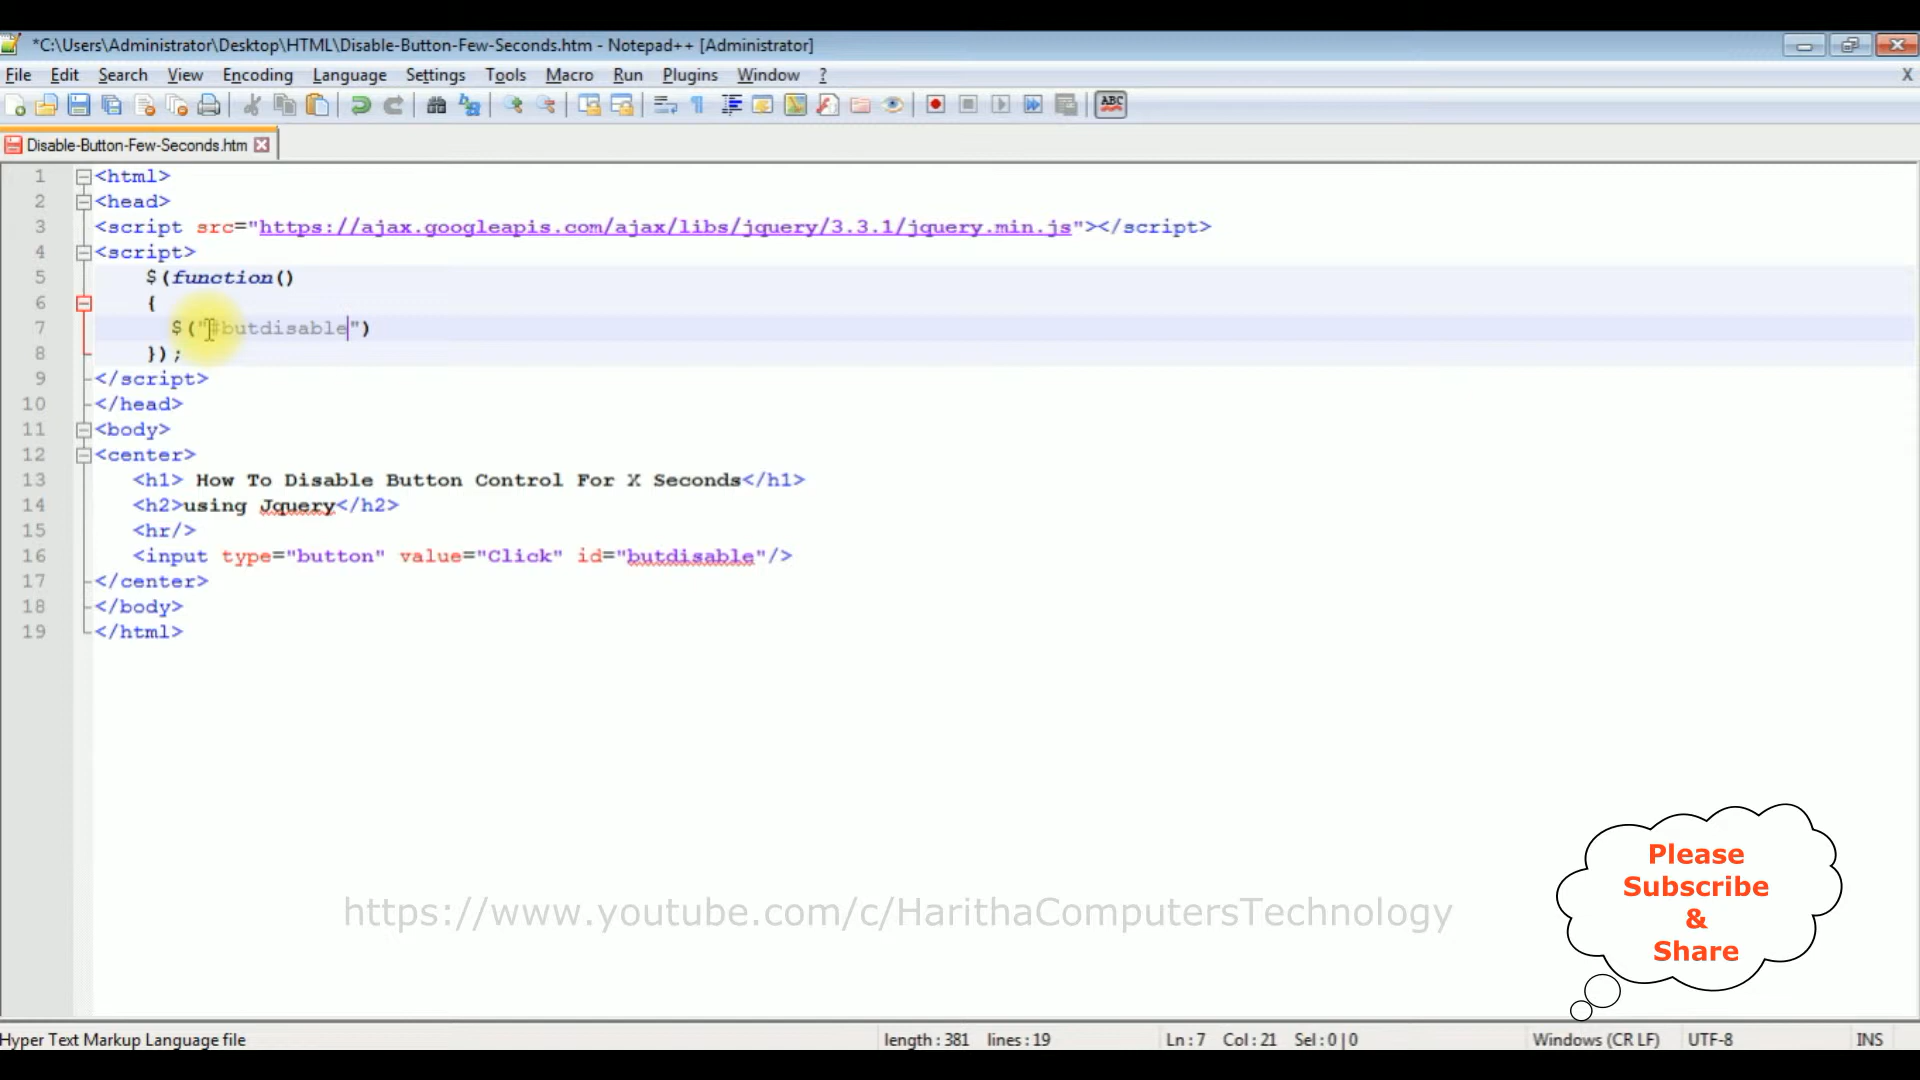 *C:\Users\Administrator\Desktop\HTML\Disable-Button-Few-Seconds.htm - Notepad++ [Administrator]
File Edit Search View Encoding Language Settings Tools Macro Run Plugins Window ? X
ABC
Disable-Button-Few-Seconds.htm
1 <html>
2 <head>
3 <script src="https://ajax.googleapis.com/ajax/libs/jquery/3.3.1/jquery.min.js"></script>
4 <script>
5 $(function()
6 {
7 $("#butdisable")
8 });
9 </script>
10 </head>
11 <body>
12 <center>
13 <h1> How To Disable Button Control For X Seconds</h1>
14 <h2>using Jquery</h2>
15 <hr/>
16 <input type="button" value="Click" id="butdisable"/>
17 </center>
18 </body>
19 </html>
Please
Subscribe
&
Share
https://www.youtube.com/c/HarithaComputersTechnology
Hyper Text Markup Language file length : 381 lines : 19 Ln : 7 Col : 21 Sel : 0 | 0 Windows (CR LF) UTF-8 INS